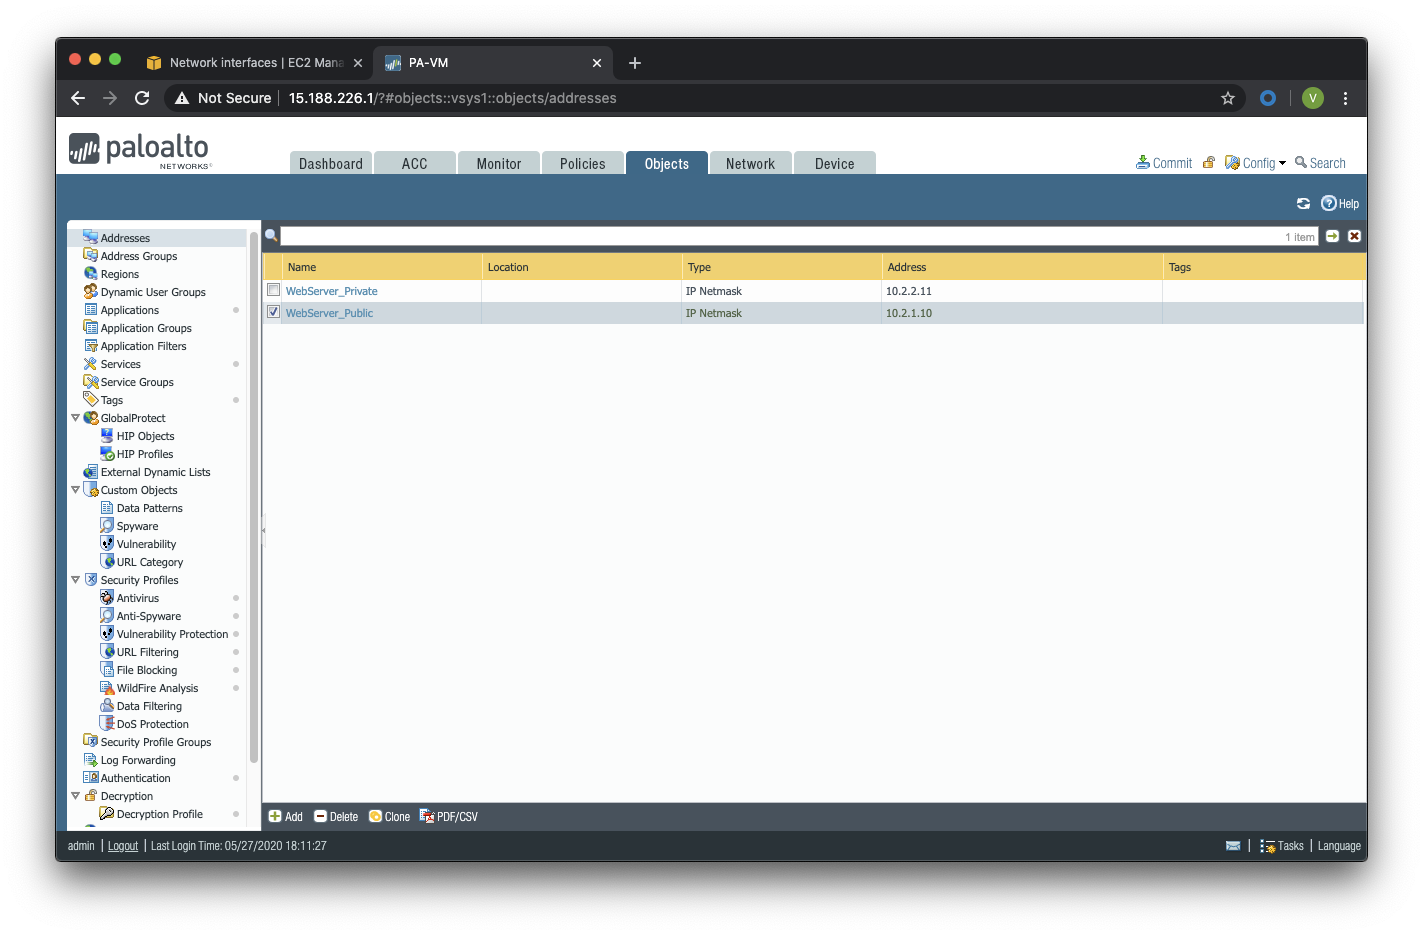 Network interfaces | EC2 Mana
PA-VM
Not Secure 15.188.226.1/?#objects::vsys1::objects/addresses
V
paloalto
NETWORKS®
Dashboard ACC Monitor Policies Objects Network Device
Commit Config Search
Help
1 item
Addresses
Address Groups
Regions
Dynamic User Groups
Applications
Application Groups
Application Filters
Services
Service Groups
Tags
GlobalProtect
HIP Objects
HIP Profiles
External Dynamic Lists
Custom Objects
Data Patterns
Spyware
Vulnerability
URL Category
Security Profiles
Antivirus
Anti-Spyware
Vulnerability Protection
URL Filtering
File Blocking
WildFire Analysis
Data Filtering
DoS Protection
Security Profile Groups
Log Forwarding
Authentication
Decryption
Decryption Profile
Name Location Type Address Tags
WebServer_Private IP Netmask 10.2.2.11
WebServer_Public IP Netmask 10.2.1.10
Add Delete Clone PDF/CSV
admin | Logout | Last Login Time: 05/27/2020 18:11:27
| Tasks | Language